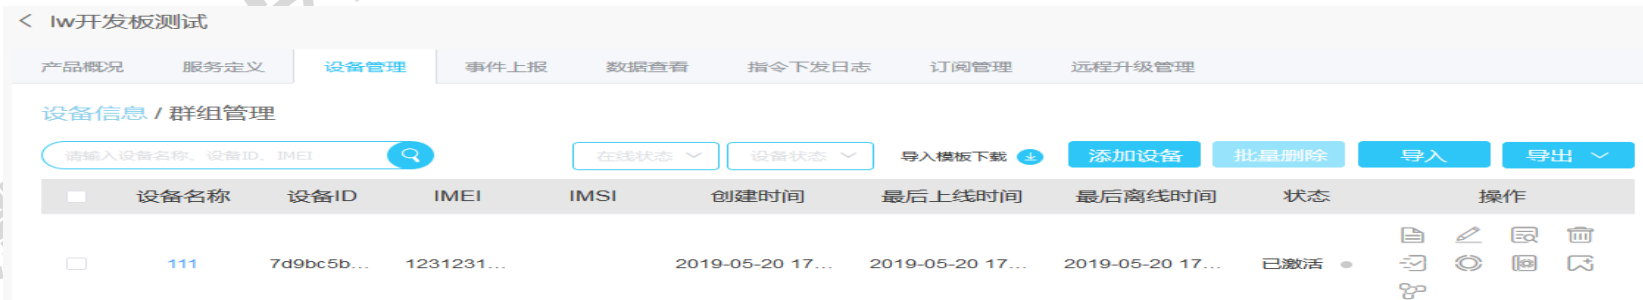 lw开发板测试
产品概况 服务定义 设备管理 事件上报 数据查看 指令下发日志 订阅管理 远程升级管理
设备信息 / 群组管理
请输入设备名称、设备ID、IMEI 在线状态 设备状态 导入模板下载 添加设备 批量删除 导入 导出
设备名称 设备ID IMEI IMSI 创建时间 最后上线时间 最后离线时间 状态 操作
111 7d9bc5b... 1231231... 2019-05-20 17... 2019-05-20 17... 2019-05-20 17... 已激活